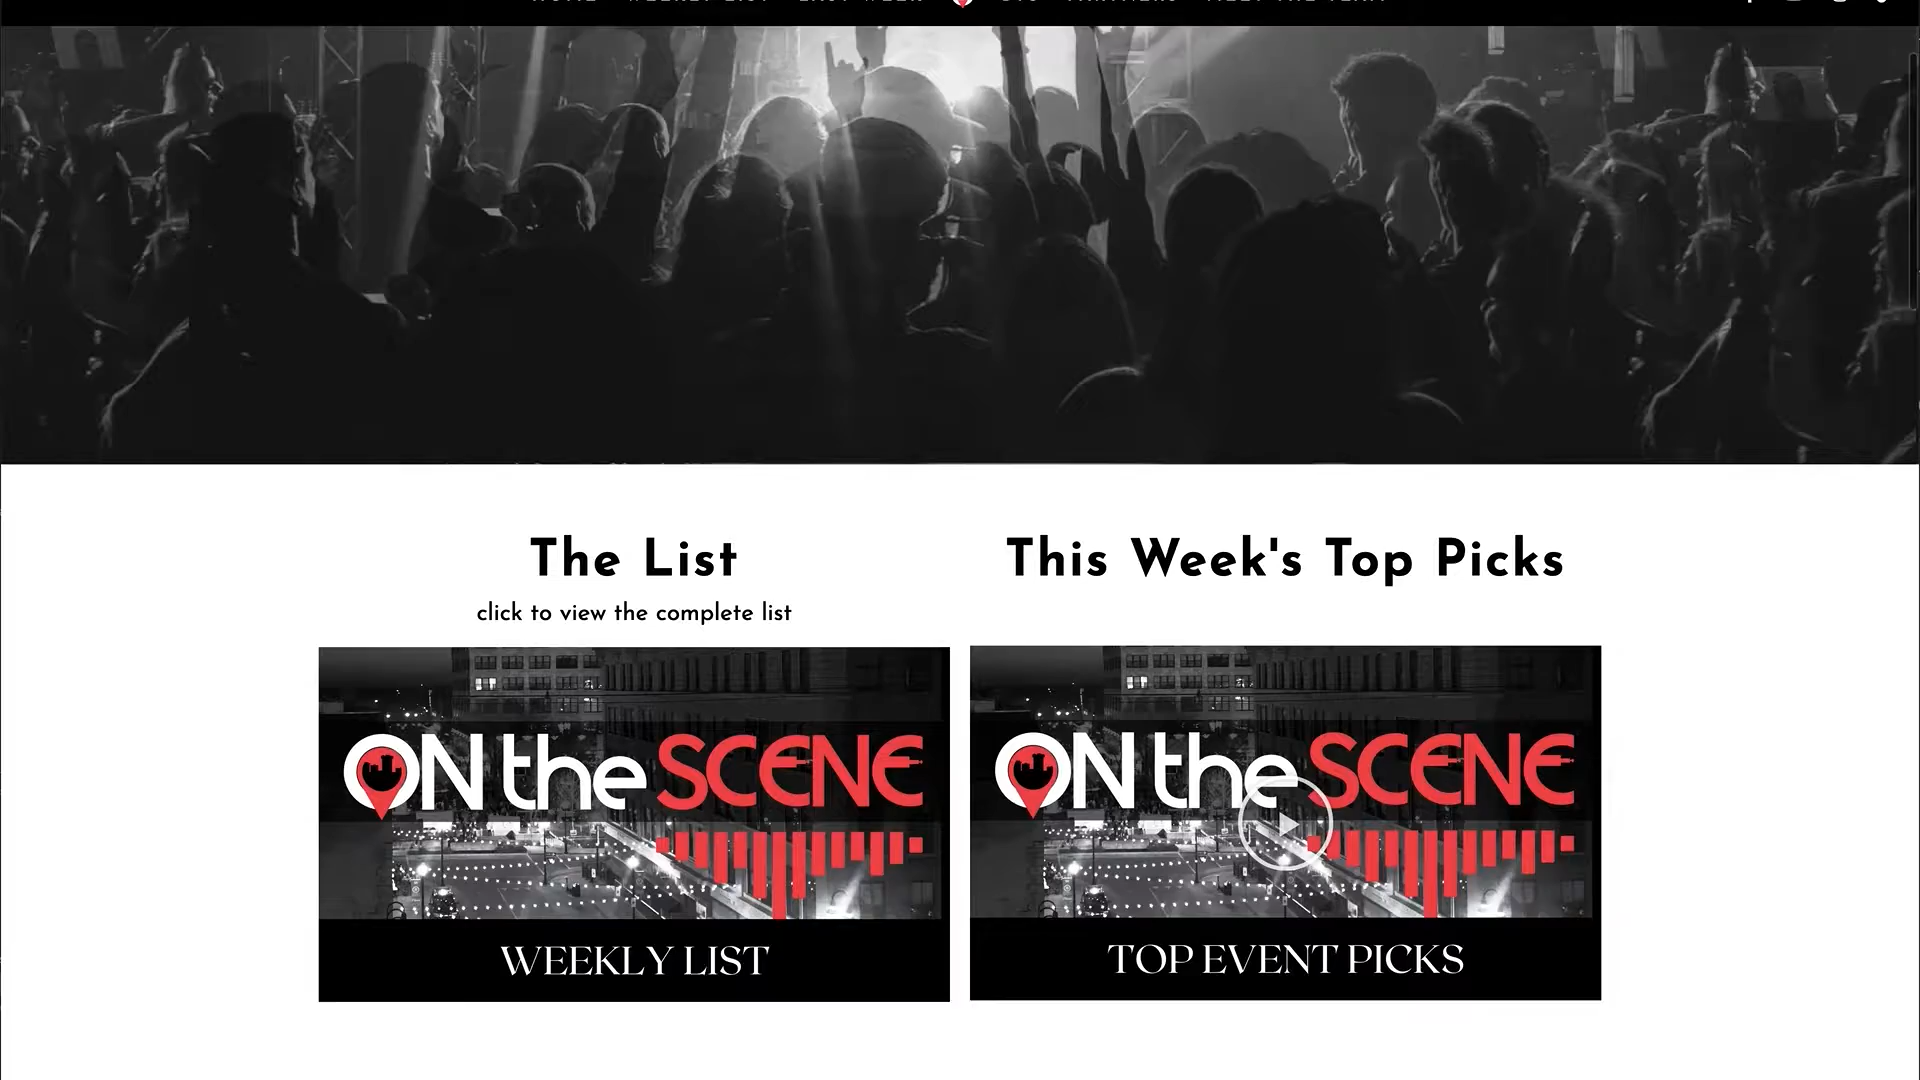 The List
click to view the complete list
ON the SCENE
WEEKLY LIST
This Week's Top Picks
ON the SCENE
TOP EVENT PICKS